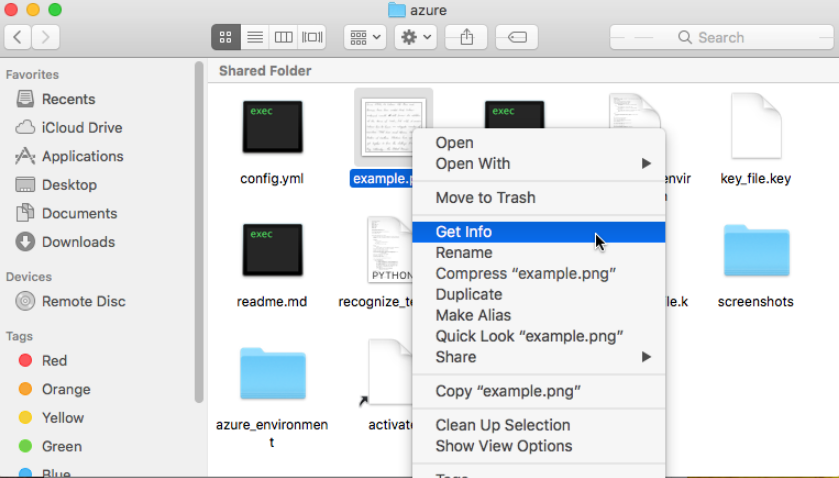 azure
Search
Favorites
Recents
iCloud Drive
Applications
Desktop
Documents
Downloads
Devices
Remote Disc
Tags
Red
Orange
Yellow
Green
Blue
Shared Folder
exec
exec
config.yml
example.p
envir
key_file.key
exec
PYTHON
readme.md
recognize_te
le.k
screenshots
azure_environmen
t
activate
Open
Open With
Move to Trash
Get Info
Rename
Compress “example.png”
Duplicate
Make Alias
Quick Look “example.png”
Share
Copy “example.png”
Clean Up Selection
Show View Options
Tags